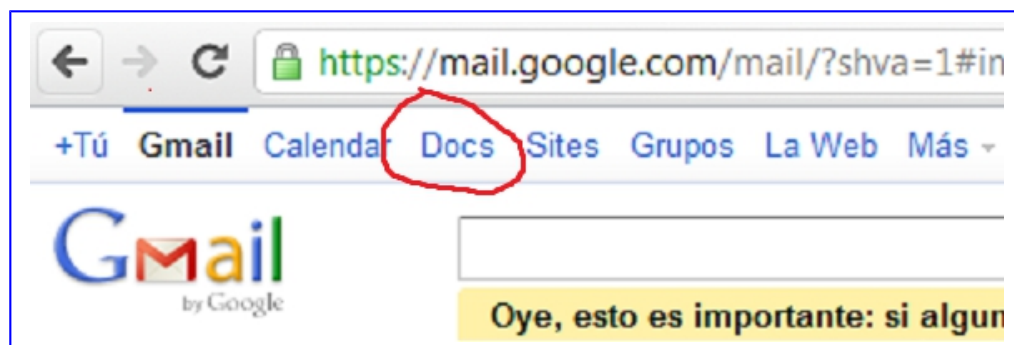 https://mail.google.com/mail/?shva=1#in
+Tú Gmail Calendar Docs Sites Grupos La Web Más
Gmail
by Google
Oye, esto es importante: si algun